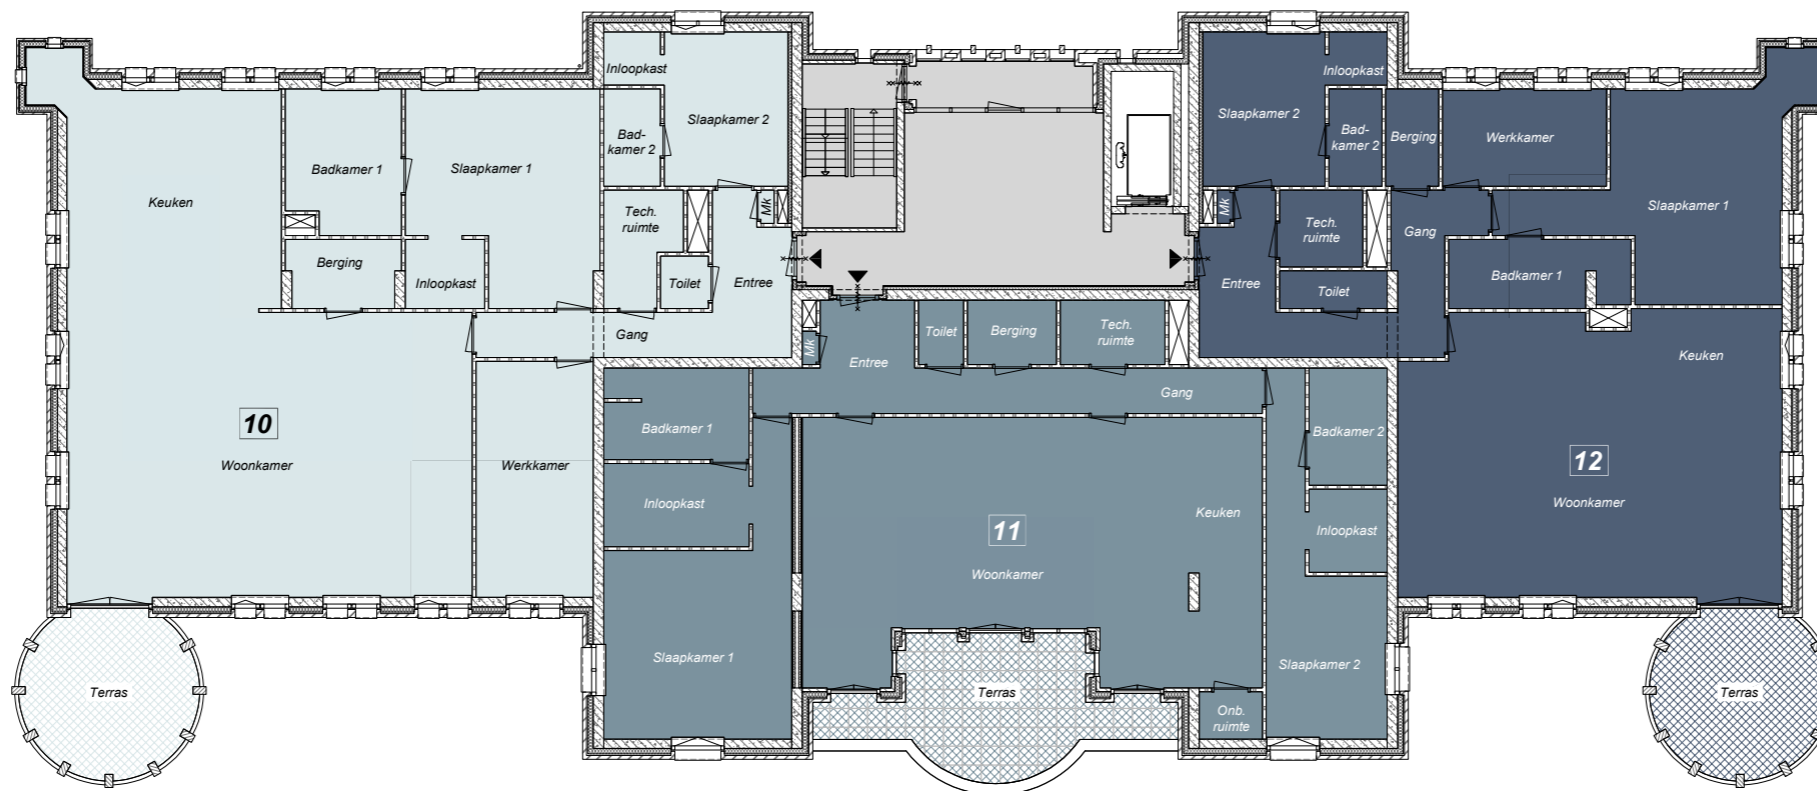 Inloopkast
Bad-
kamer 2
Slaapkamer 2
Badkamer 1
Slaapkamer 1
Keuken
Tech.
ruimte
Mk
Berging
Inloopkast
Toilet
Entree
Gang
10
Woonkamer
Werkkamer
Terras
Mk
Entree
Toilet
Berging
Tech.
ruimte
Gang
Badkamer 1
Inloopkast
Slaapkamer 1
11
Woonkamer
Keuken
Badkamer 2
Inloopkast
Slaapkamer 2
Onb.
ruimte
Terras
Inloopkast
Slaapkamer 2
Bad-
kamer 2
Berging
Werkkamer
Mk
Tech.
ruimte
Gang
Slaapkamer 1
Entree
Toilet
Badkamer 1
Keuken
12
Woonkamer
Terras